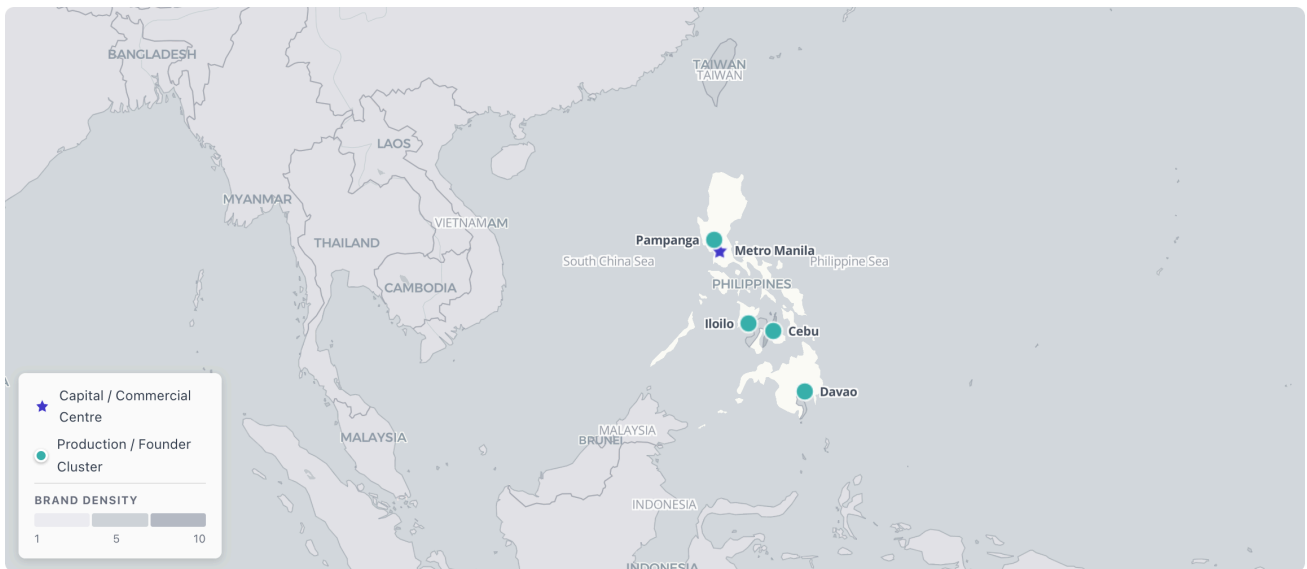 BANGLADESH
TAIWAN
TAIWAN
LAOS
MYANMAR
VIETNAM
THAILAND
Pampanga
Metro Manila
South China Sea
Philippine Sea
PHILIPPINES
CAMBODIA
Iloilo
Cebu
Davao
MALAYSIA
MALAYSIA
BRUNEI
INDONESIA
INDONESIA
Capital / Commercial
Centre
Production / Founder
Cluster
BRAND DENSITY
1 5 10